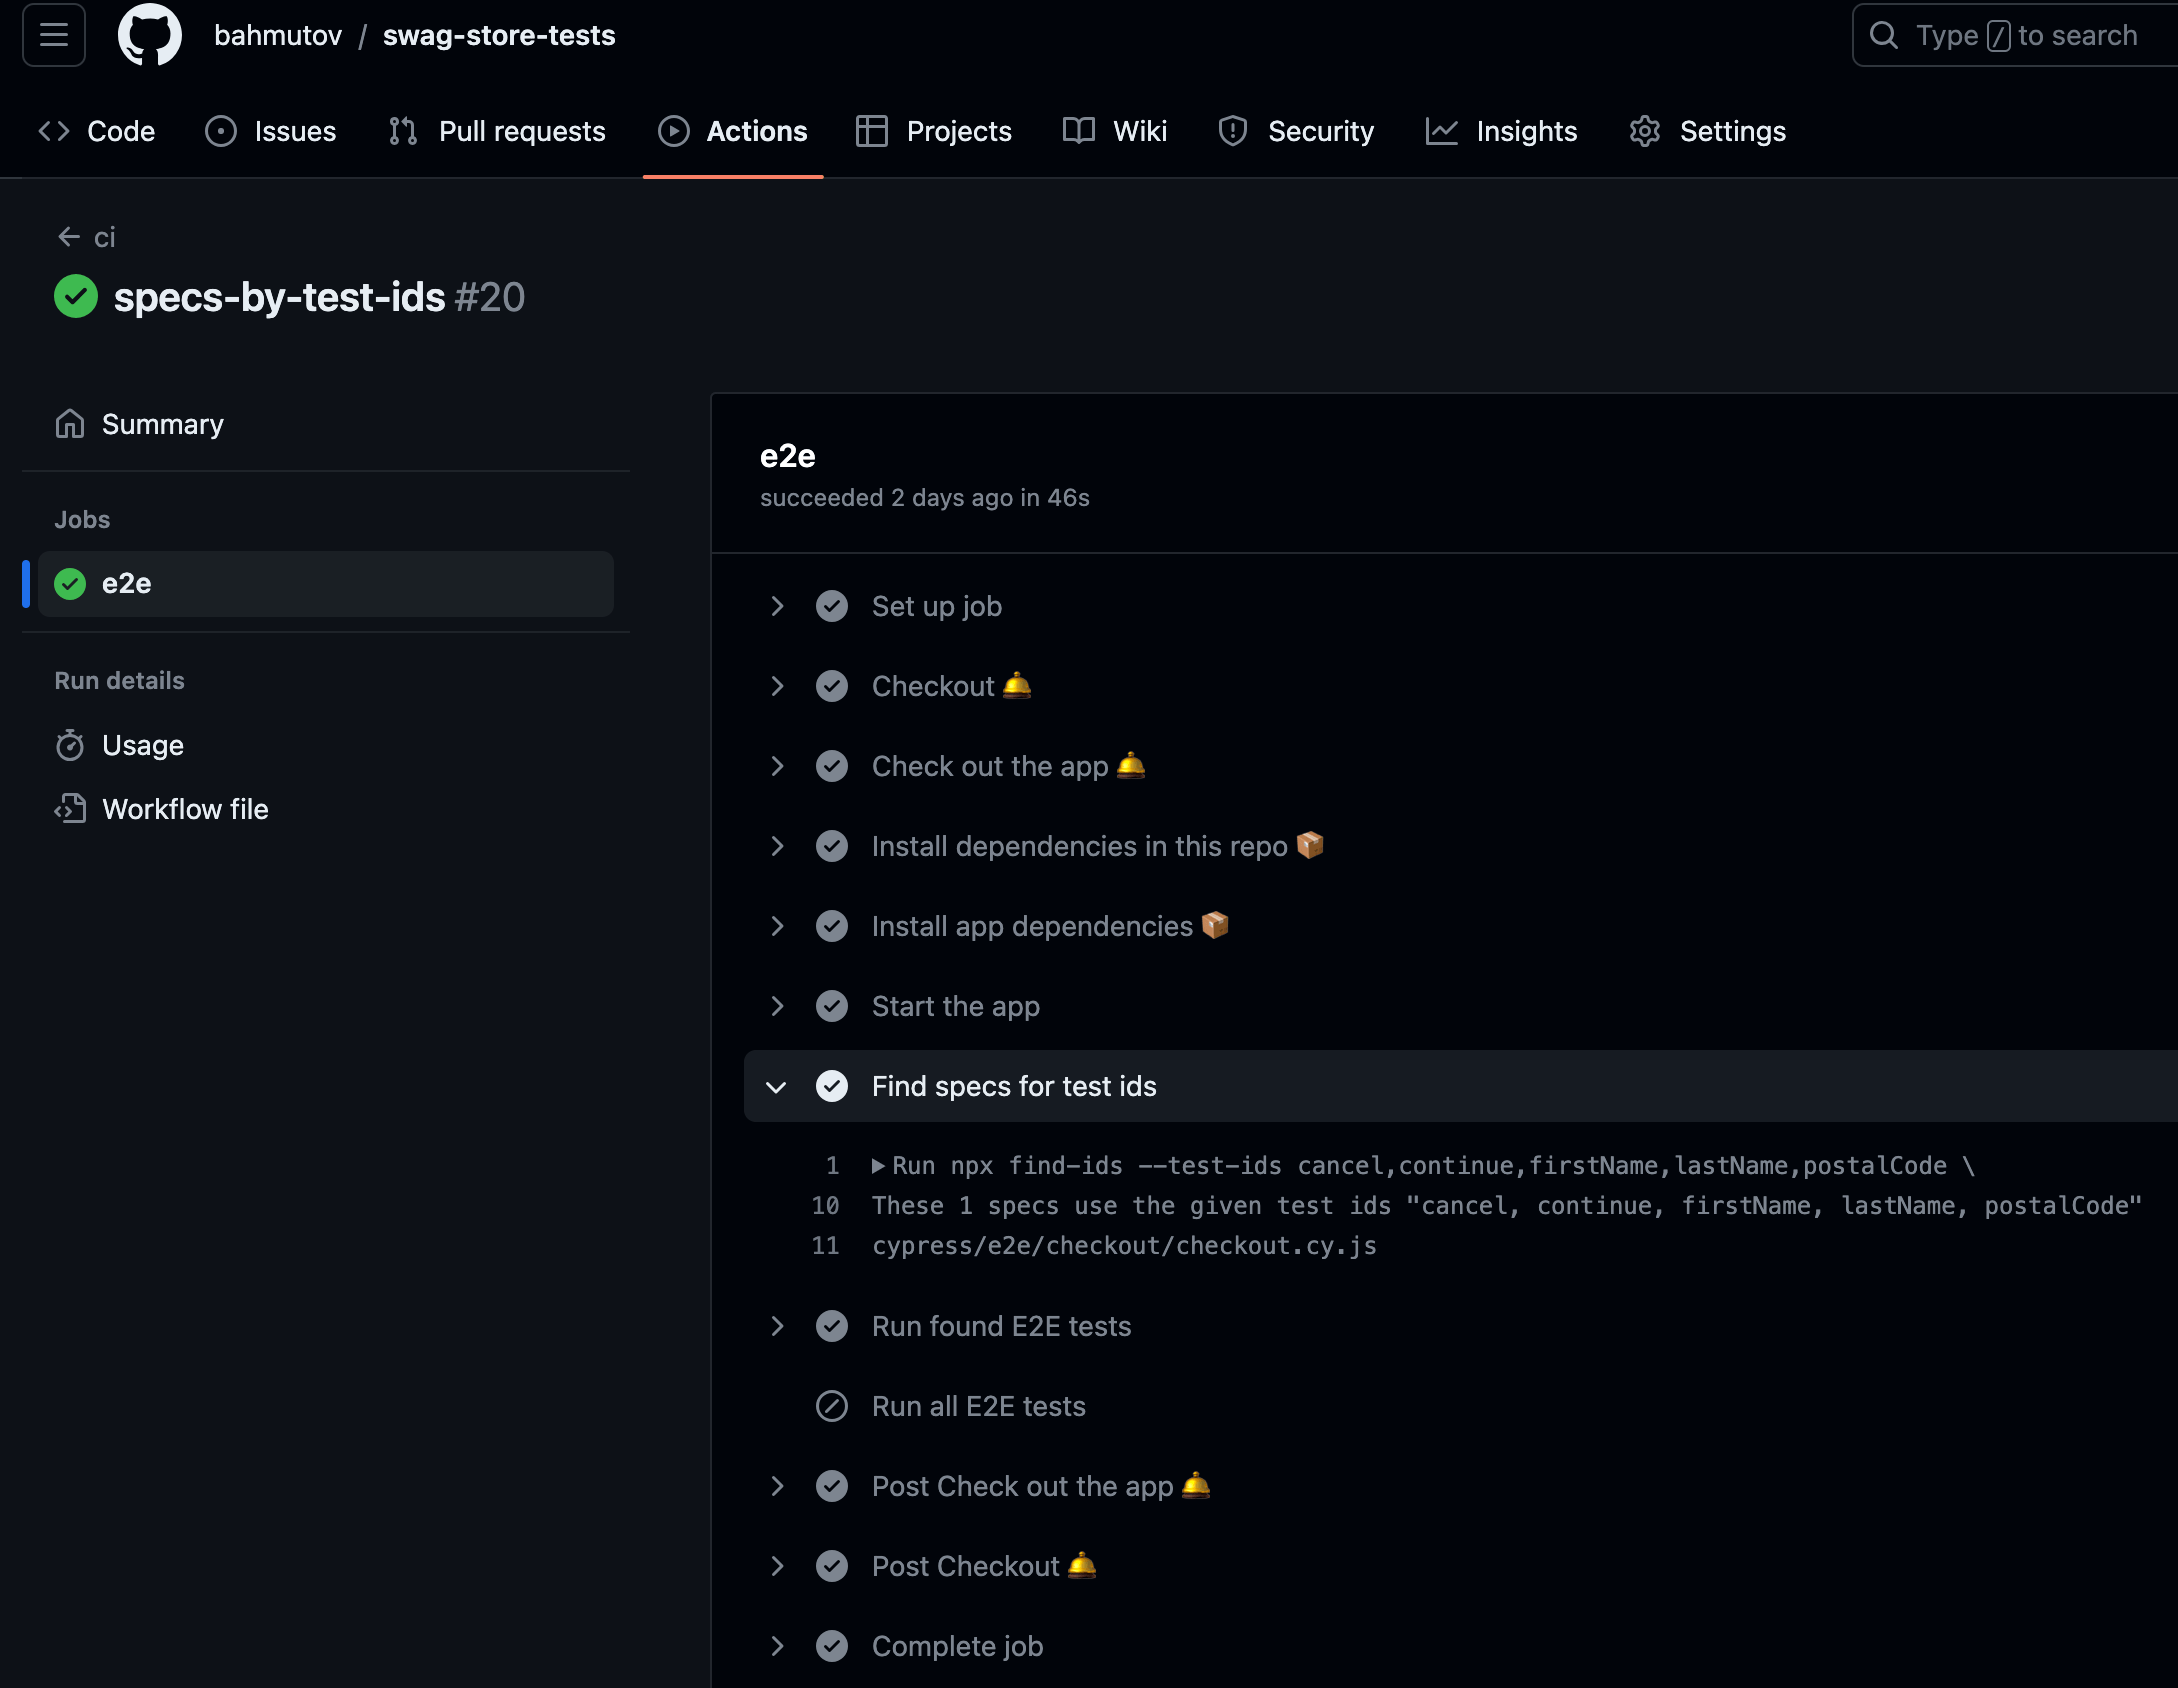 bahmutov / swag-store-tests
Type / to search
Code
Issues
Pull requests
Actions
Projects
Wiki
Security
Insights
Settings
← ci
specs-by-test-ids #20
Summary
Jobs
e2e
Run details
Usage
Workflow file
e2e
succeeded 2 days ago in 46s
Set up job
Checkout 🛎️
Check out the app 🛎️
Install dependencies in this repo 📦
Install app dependencies 📦
Start the app
Find specs for test ids
1 ▶Run npx find-ids --test-ids cancel,continue,firstName,lastName,postalCode \
10 These 1 specs use the given test ids "cancel, continue, firstName, lastName, postalCode"
11 cypress/e2e/checkout/checkout.cy.js
Run found E2E tests
Run all E2E tests
Post Check out the app 🛎️
Post Checkout 🛎️
Complete job